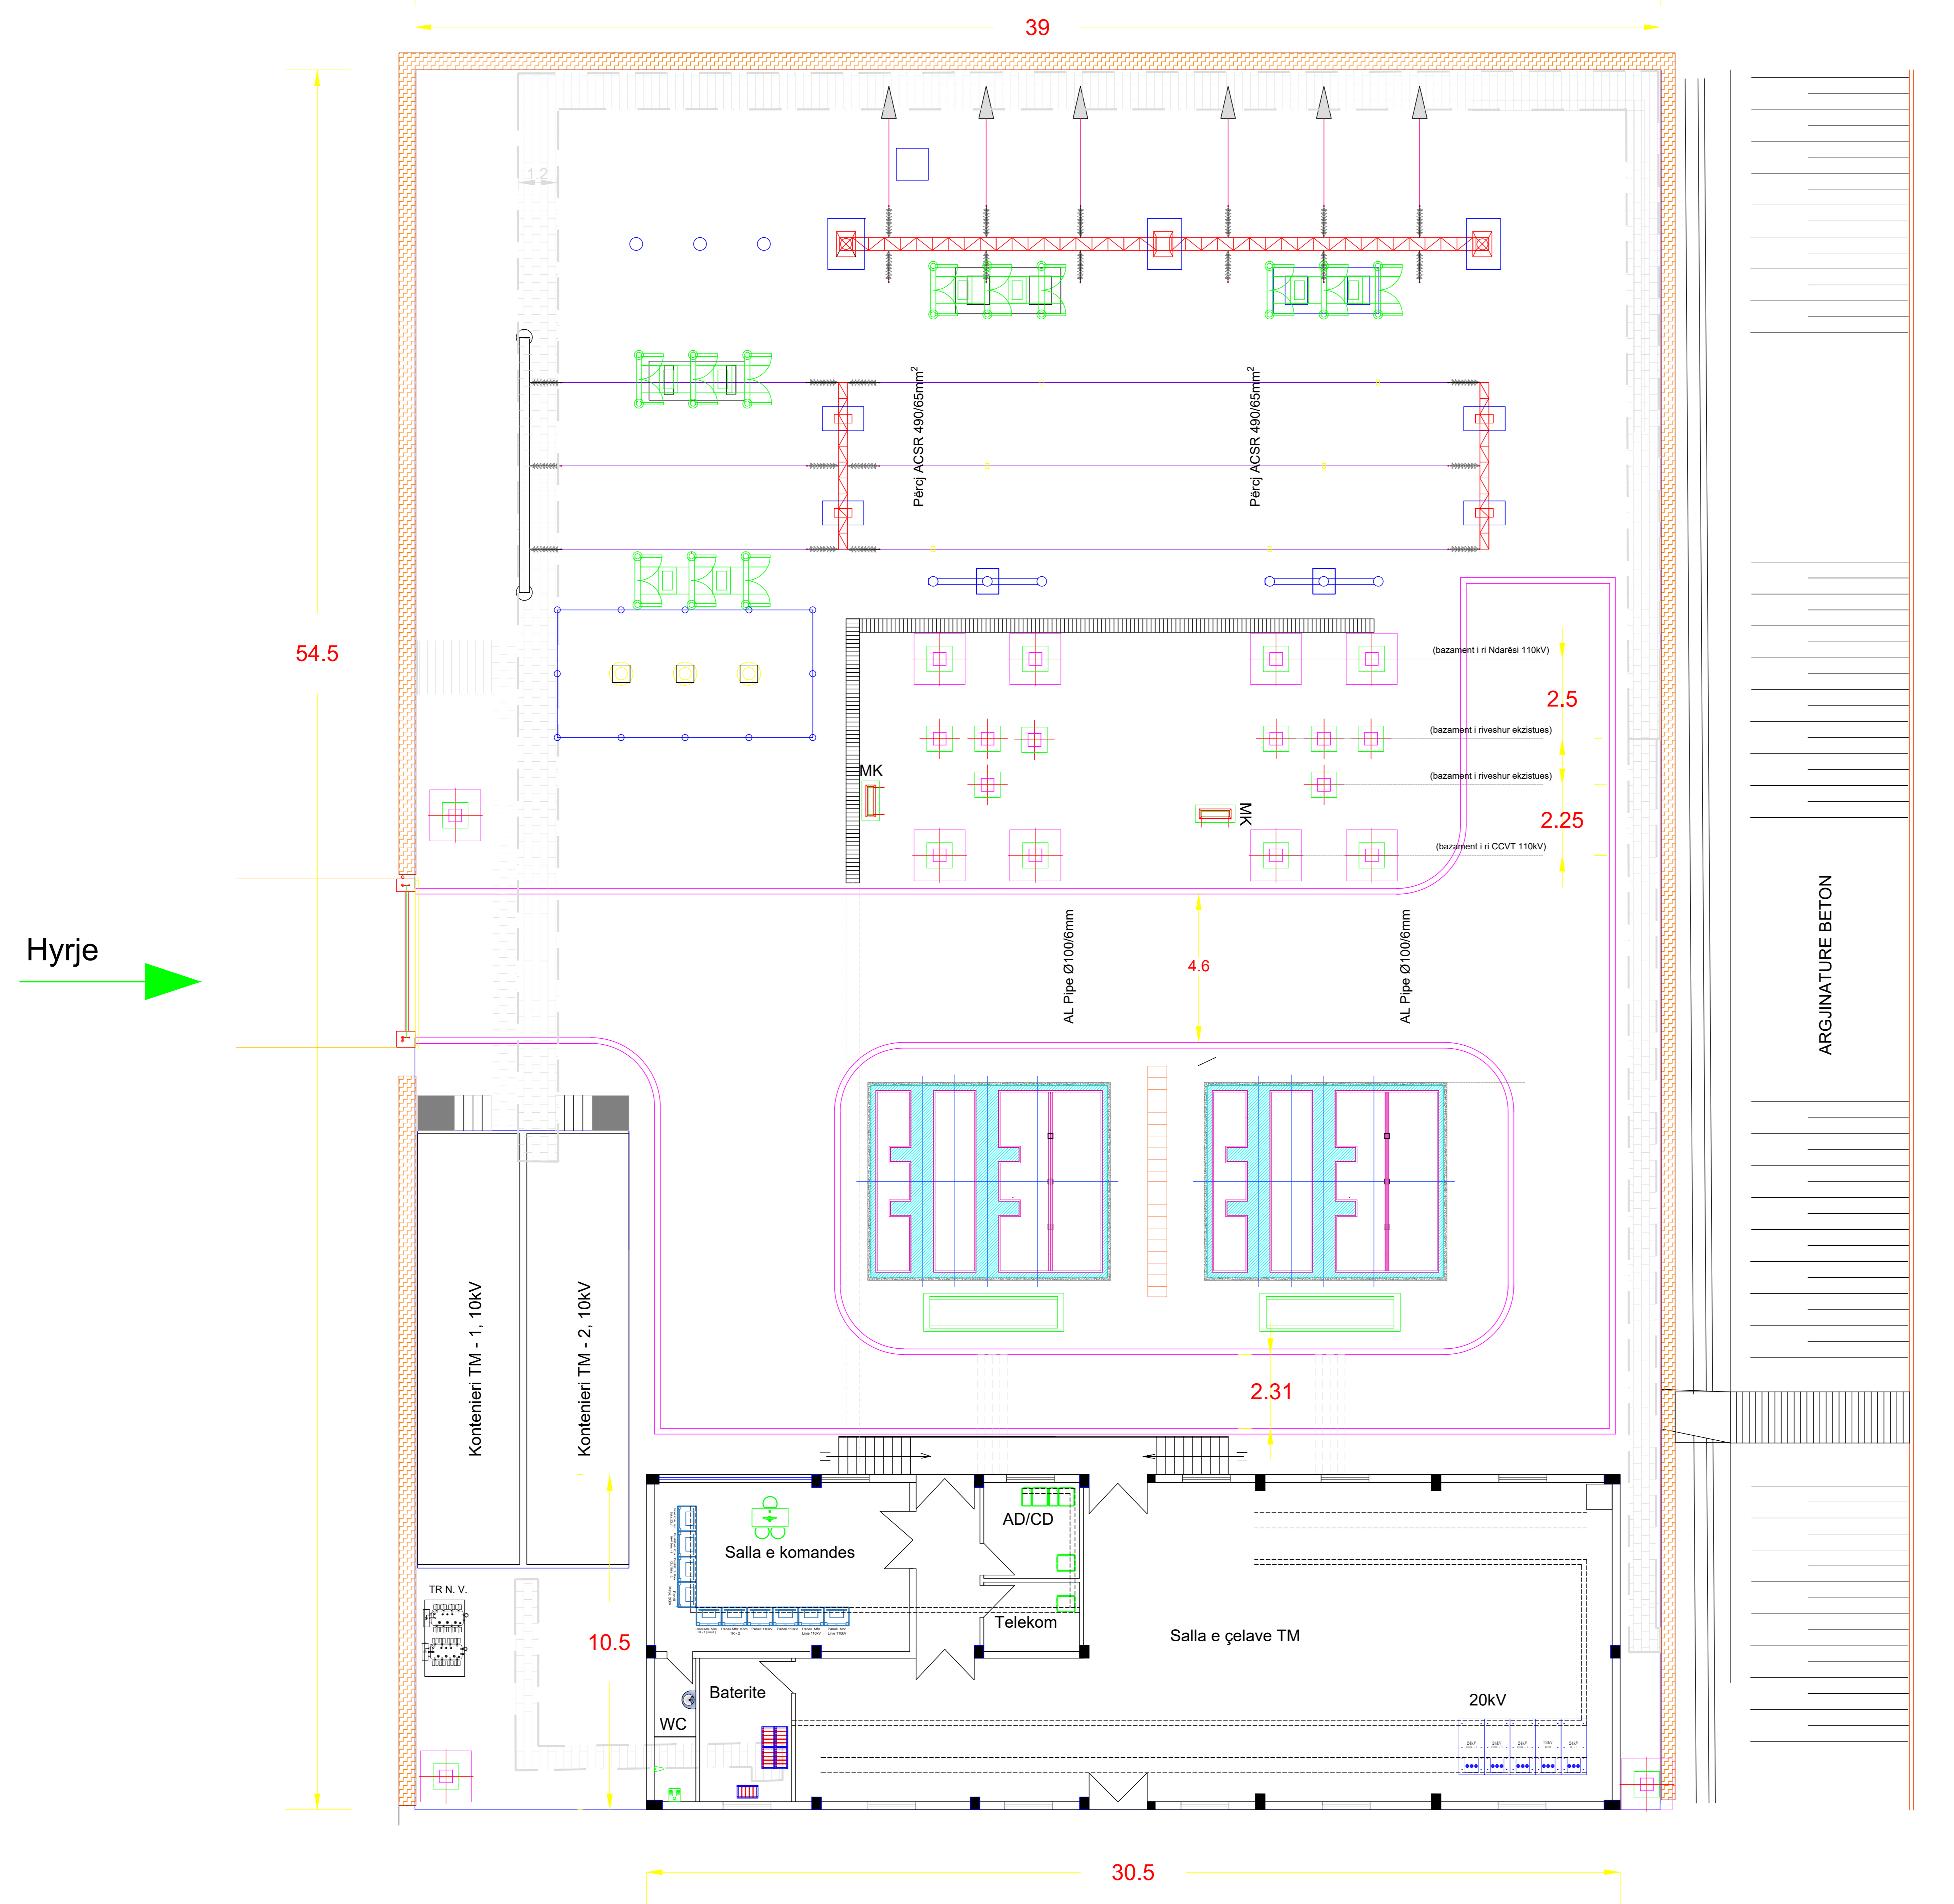 39
1.2
Përcj ACSR 490/65mm²
Përcj ACSR 490/65mm²
54.5
(bazament i ri Ndarësi 110kV)
2.5
(bazament i riveshur ekzistues)
MK
(bazament i riveshur ekzistues)
MK
2.25
(bazament i ri CCVT 110kV)
Hyrje
AL Pipe Ø100/6mm
AL Pipe Ø100/6mm
4.6
ARGJINATURE BETON
Kontenieri TM - 1, 10kV
Kontenieri TM - 2, 10kV
2.31
AD/CD
Salla e komandes
TR N. V.
Telekom
Salla e çelave TM
10.5
Baterite
20kV
WC
30.5